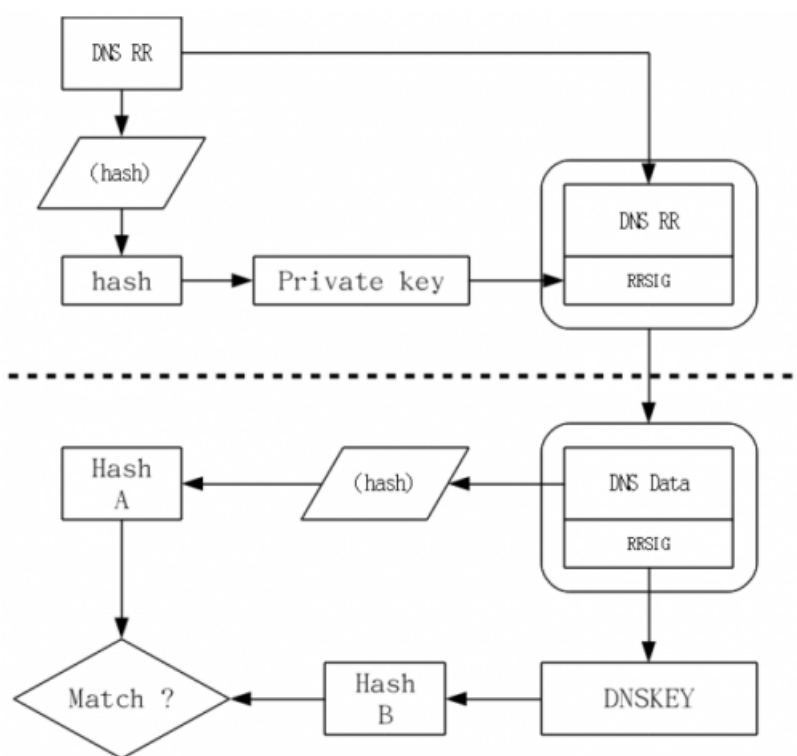 DNS RR
(hash)
DNS RR
hash
Private key
RRSIG
Hash
A
(hash)
DNS Data
RRSIG
Match ?
Hash
B
DNSKEY